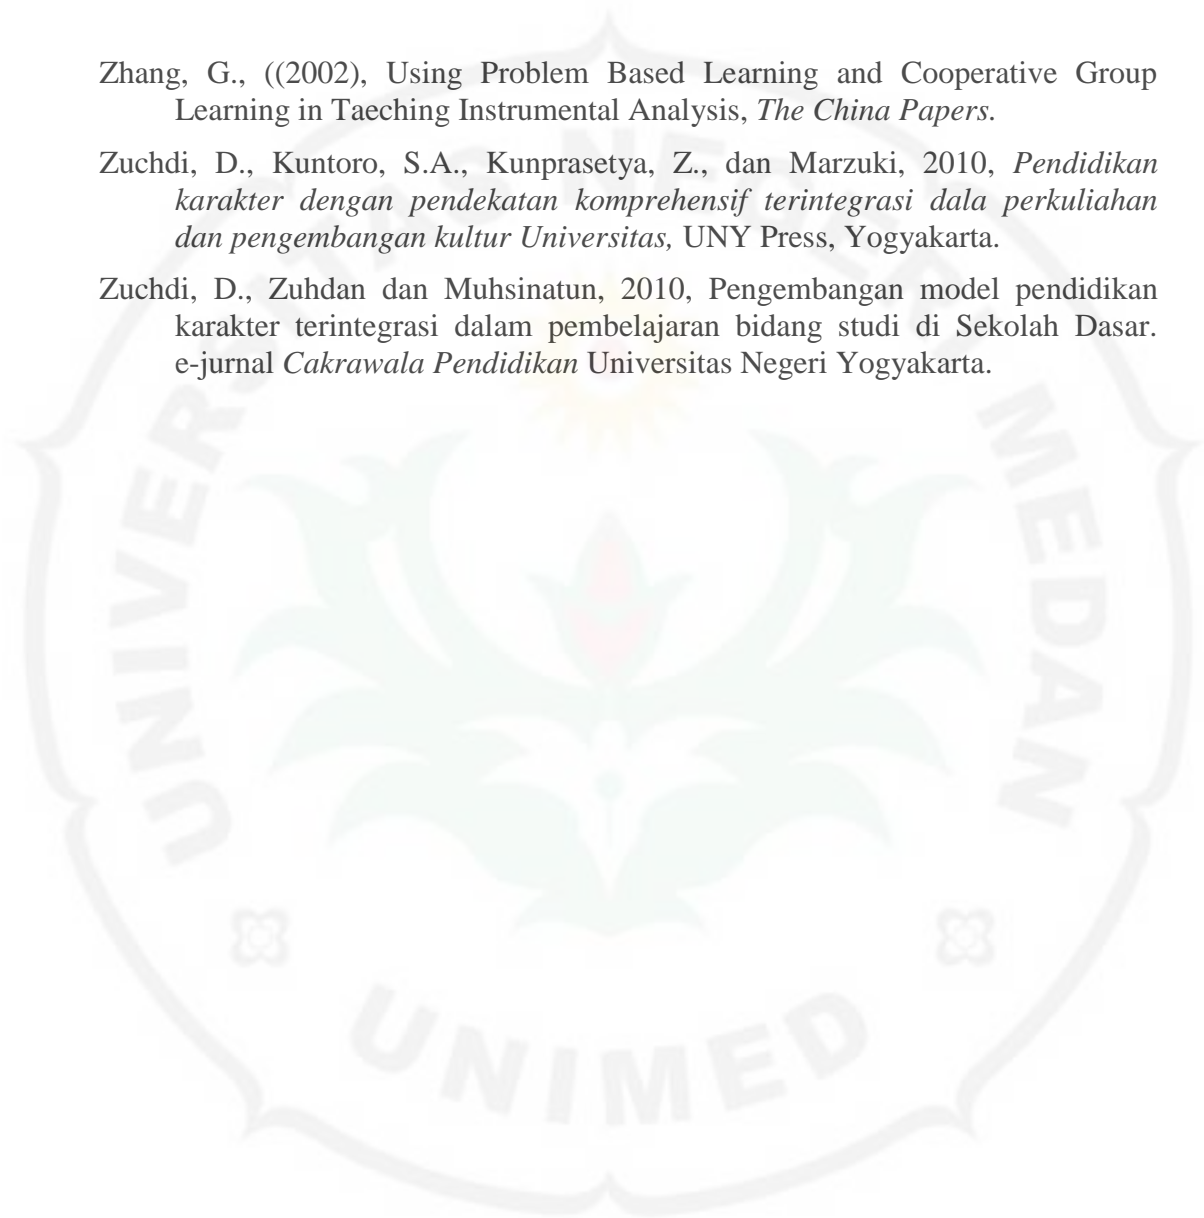 Zhang, G., ((2002), Using Problem Based Learning and Cooperative Group
Learning in Taeching Instrumental Analysis, The China Papers.
Zuchdi, D., Kuntoro, S.A., Kunprasetya, Z., dan Marzuki, 2010, Pendidikan
karakter dengan pendekatan komprehensif terintegrasi dala perkuliahan
dan pengembangan kultur Universitas, UNY Press, Yogyakarta.
Zuchdi, D., Zuhdan dan Muhsinatun, 2010, Pengembangan model pendidikan
karakter terintegrasi dalam pembelajaran bidang studi di Sekolah Dasar.
e-jurnal Cakrawala Pendidikan Universitas Negeri Yogyakarta.
UNIVERSITAS NEGERI MEDAN
UNIMED